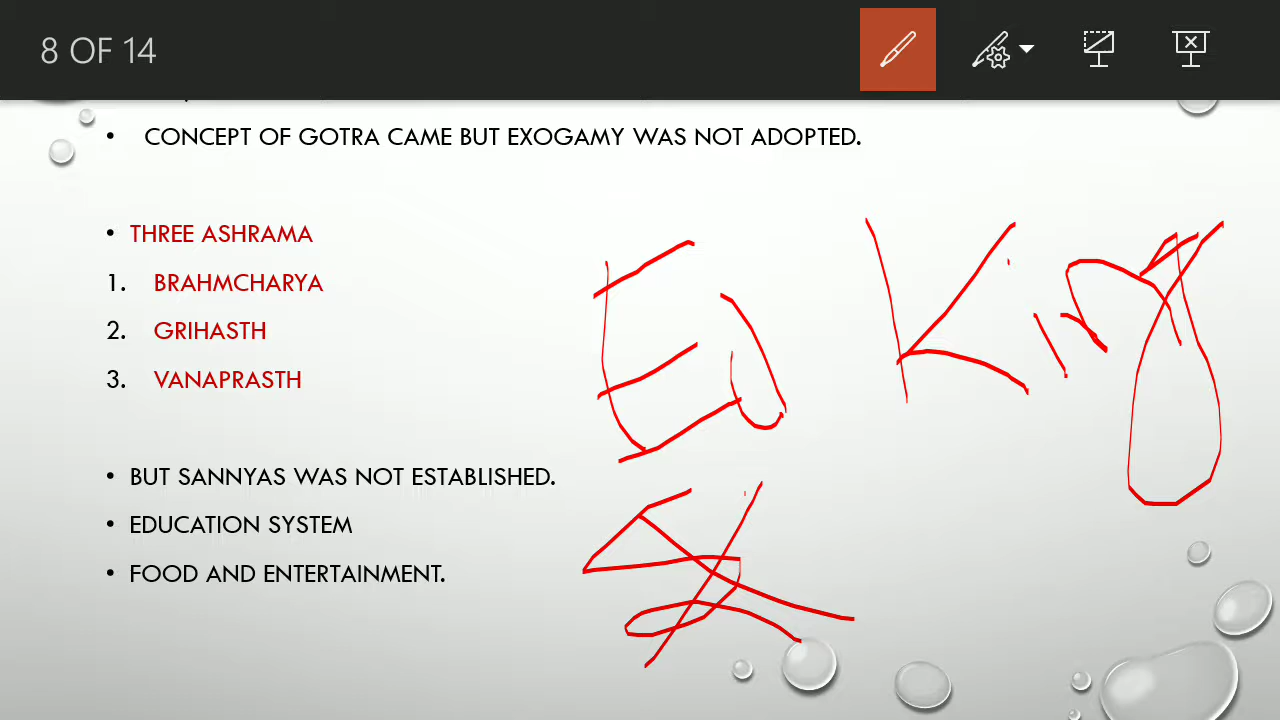 8 OF 14
• CONCEPT OF GOTRA CAME BUT EXOGAMY WAS NOT ADOPTED.
• THREE ASHRAMA
1. BRAHMCHARYA
2. GRIHASTH
3. VANAPRASTH
• BUT SANNYAS WAS NOT ESTABLISHED.
• EDUCATION SYSTEM
• FOOD AND ENTERTAINMENT.
King